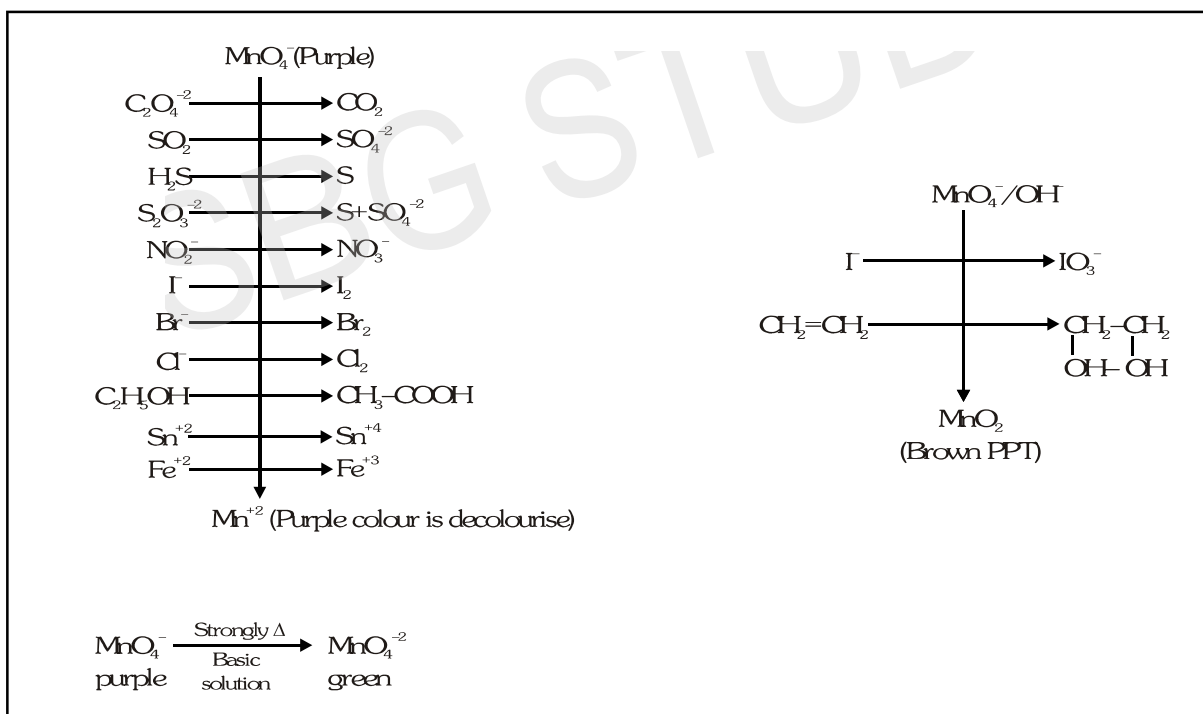 MnO₄⁻ (Purple)
C₂O₄⁻² CO₂
SO₂ SO₄⁻²
H₂S S
S₂O₃⁻² S+SO₄⁻²
NO₂⁻ NO₃⁻
I⁻ I₂
Br⁻ Br₂
Cl⁻ Cl₂
C₂H₅OH CH₃–COOH
Sn⁺² Sn⁺⁴
Fe⁺² Fe⁺³
Mn⁺² (Purple colour is decolourise)
MnO₄⁻/OH⁻
I⁻ IO₃⁻
CH₂=CH₂ CH₂–CH₂
OH– OH
MnO₂
(Brown PPT)
MnO₄⁻ Strongly Δ MnO₄⁻²
purple Basic green
solution
SBG